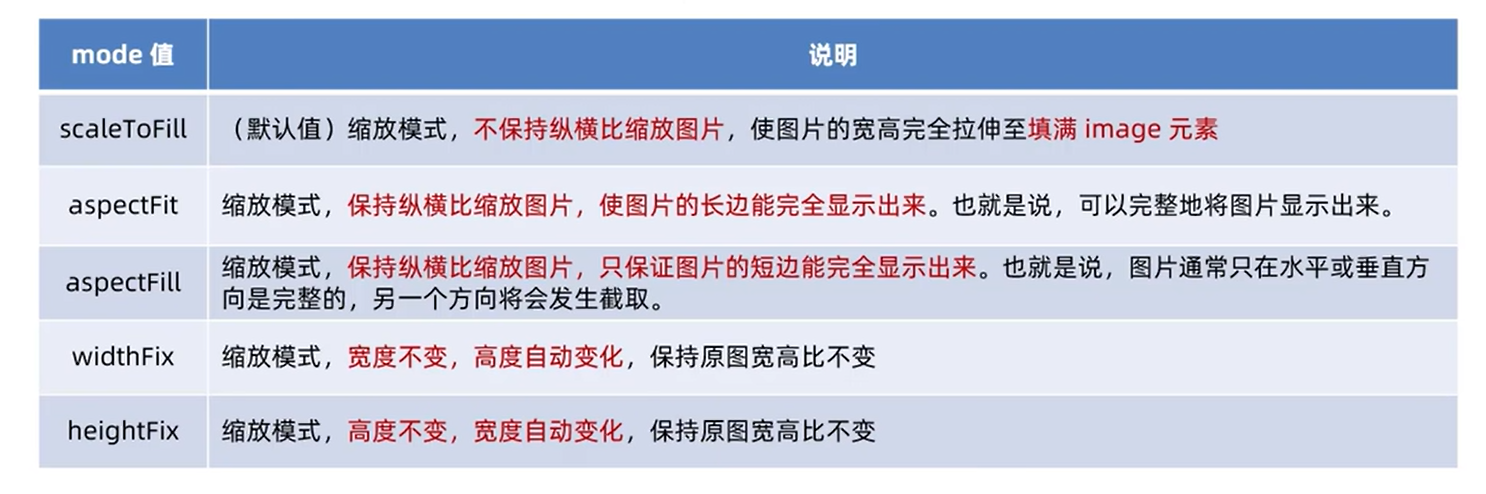 mode 值
说明
scaleToFill
（默认值）缩放模式，不保持纵横比缩放图片，使图片的宽高完全拉伸至填满 image 元素
aspectFit
缩放模式，保持纵横比缩放图片，使图片的长边能完全显示出来。也就是说，可以完整地将图片显示出来。
aspectFill
缩放模式，保持纵横比缩放图片，只保证图片的短边能完全显示出来。也就是说，图片通常只在水平或垂直方
向是完整的，另一个方向将会发生截取。
widthFix
缩放模式，宽度不变，高度自动变化，保持原图宽高比不变
heightFix
缩放模式，高度不变，宽度自动变化，保持原图宽高比不变